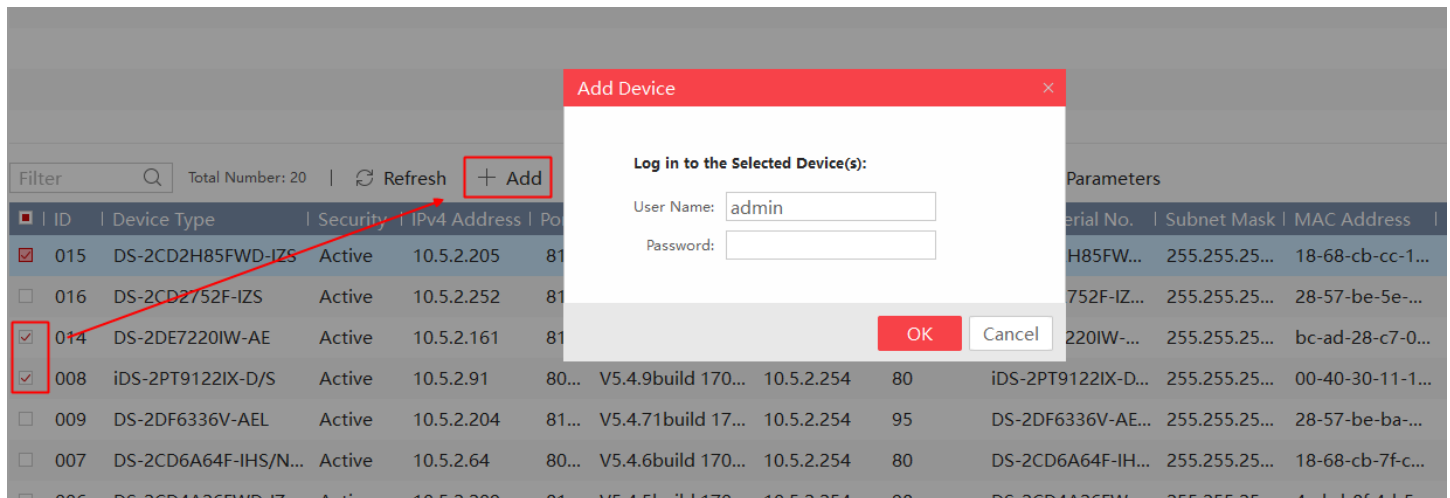 Add Device
Log in to the Selected Device(s):
User Name: admin
Password:
OK Cancel
Filter Total Number: 20 | Refresh + Add Parameters
ID Device Type Security IPv4 Address Subnet Mask MAC Address
015 DS-2CD2H85FWD-IZS Active 10.5.2.205 255.255.25... 18-68-cb-cc-1...
016 DS-2CD2752F-IZS Active 10.5.2.252 255.255.25... 28-57-be-5e-...
014 DS-2DE7220IW-AE Active 10.5.2.161 255.255.25... bc-ad-28-c7-0...
008 iDS-2PT9122IX-D/S Active 10.5.2.91 80... V5.4.9build 170... 10.5.2.254 80 iDS-2PT9122IX-D... 255.255.25... 00-40-30-11-1...
009 DS-2DF6336V-AEL Active 10.5.2.204 81... V5.4.71build 17... 10.5.2.254 95 DS-2DF6336V-AE... 255.255.25... 28-57-be-ba-...
007 DS-2CD6A64F-IHS/N... Active 10.5.2.64 80... V5.4.6build 170... 10.5.2.254 80 DS-2CD6A64F-IH... 255.255.25... 18-68-cb-7f-c...